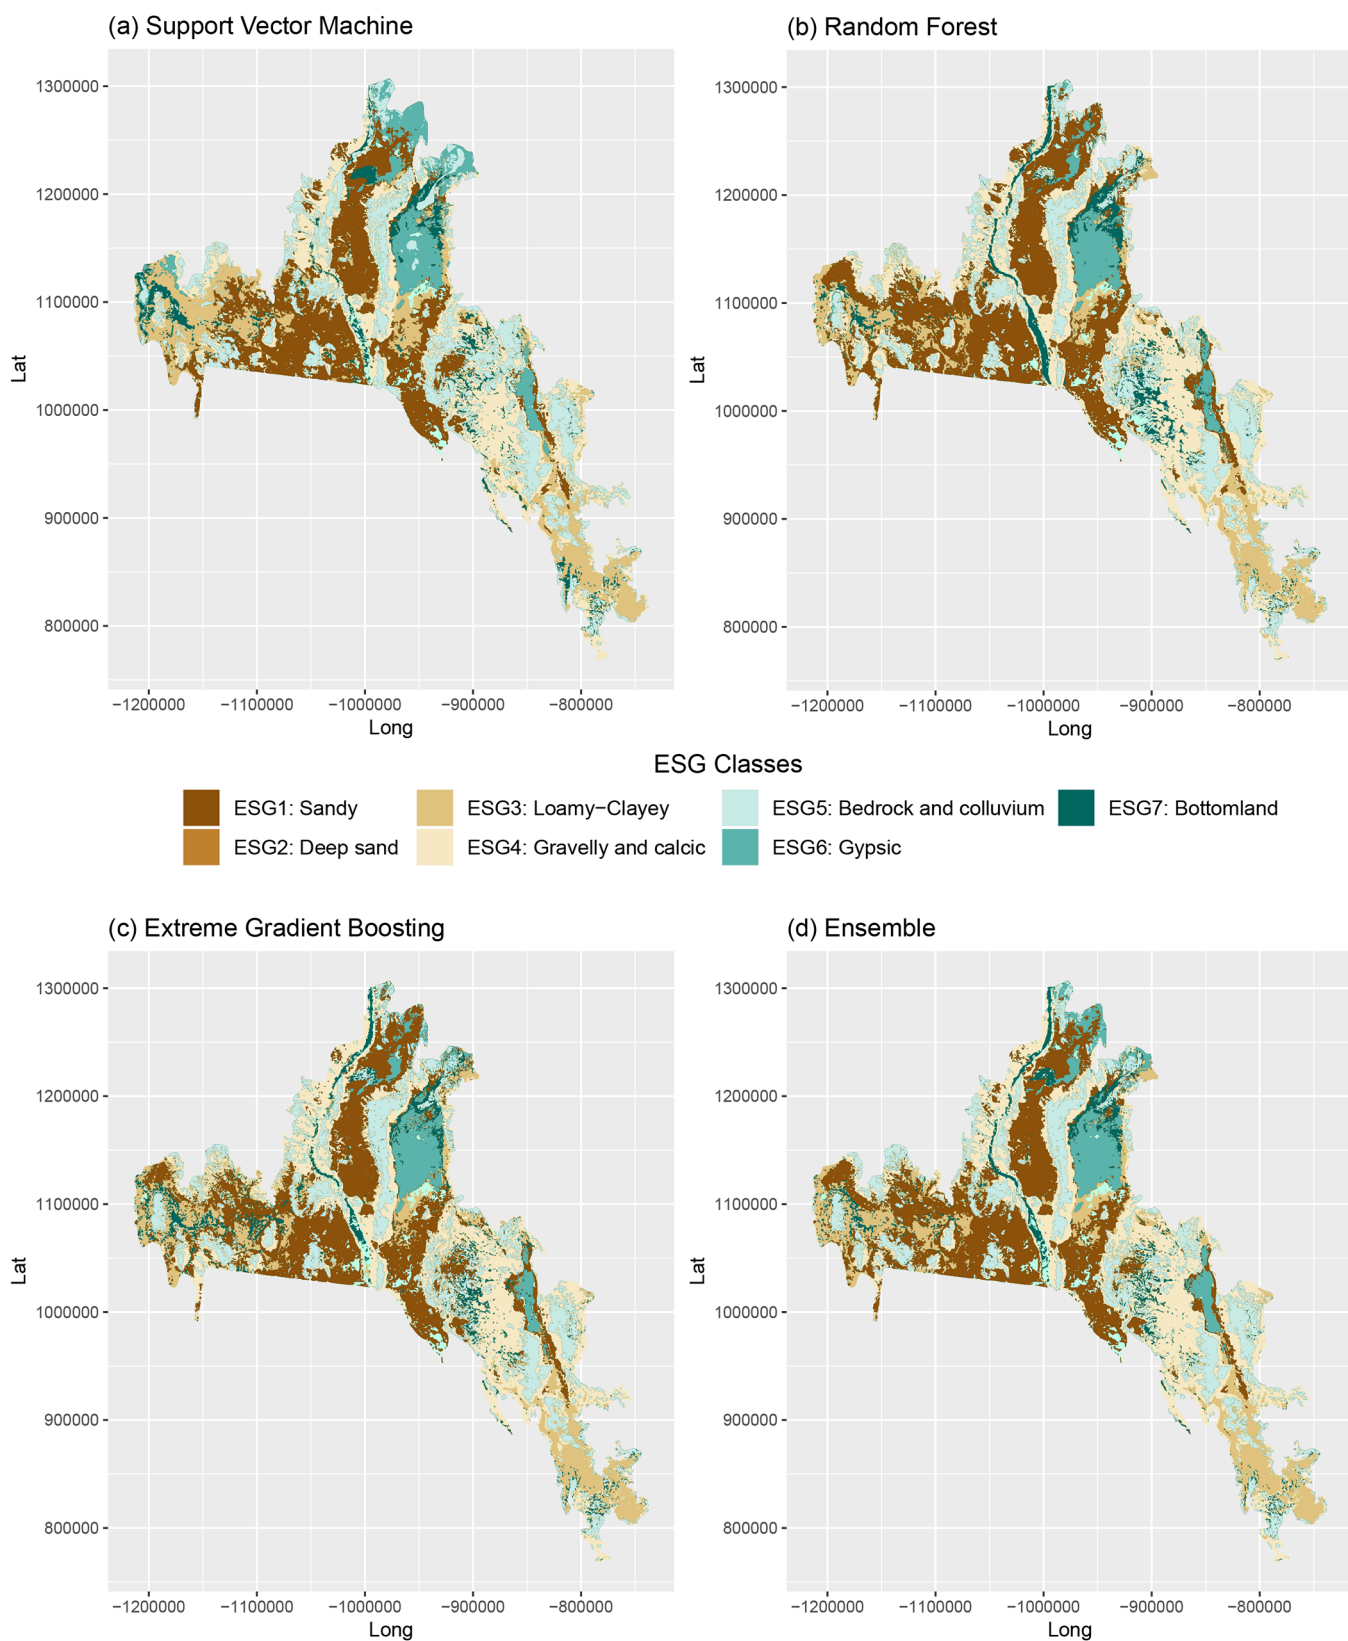 (a) Support Vector Machine
1300000
1200000
1100000
1000000
900000
800000
Lat
−1200000 −1100000 −1000000 −900000 −800000
Long
(b) Random Forest
1300000
1200000
1100000
1000000
900000
800000
Lat
−1200000 −1100000 −1000000 −900000 −800000
Long
ESG Classes
ESG1: Sandy
ESG2: Deep sand
ESG3: Loamy−Clayey
ESG4: Gravelly and calcic
ESG5: Bedrock and colluvium
ESG6: Gypsic
ESG7: Bottomland
(c) Extreme Gradient Boosting
1300000
1200000
1100000
1000000
900000
800000
Lat
−1200000 −1100000 −1000000 −900000 −800000
Long
(d) Ensemble
1300000
1200000
1100000
1000000
900000
800000
Lat
−1200000 −1100000 −1000000 −900000 −800000
Long